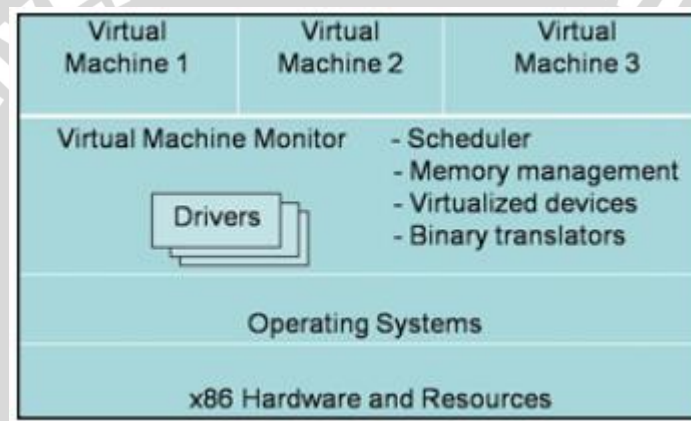 Virtual Machine 1
Virtual Machine 2
Virtual Machine 3
Virtual Machine Monitor
- Scheduler
- Memory management
- Virtualized devices
- Binary translators
Drivers
Operating Systems
x86 Hardware and Resources